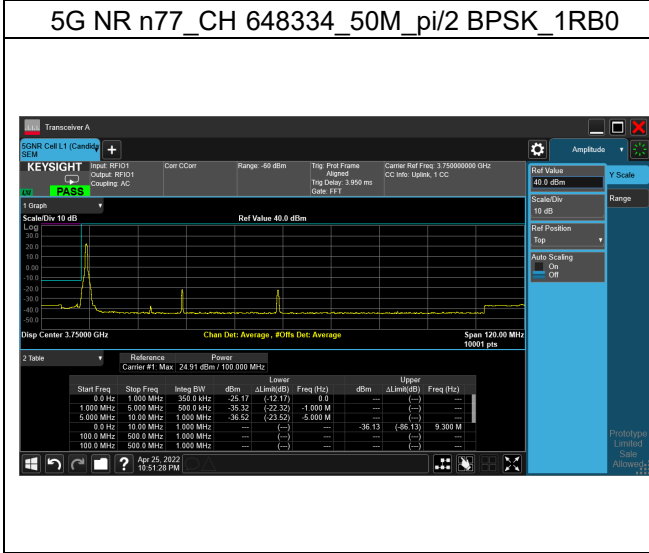 5G NR n77_CH 648334_50M_pi/2 BPSK_1RB0
Transceiver A
5GNR Cell L1 (Candida
SEM
Amplitude
KEYSIGHT
PASS
Input: RFIO1
Output: RFIO1
Coupling: AC
Corr CCorr
Range: -60 dBm
Trig: Prot Frame
Aligned
Trig Delay: 3.950 ms
Gate: FFT
Carrier Ref Freq: 3.750000000 GHz
CC Info: Uplink, 1 CC
Ref Value
40.0 dBm
Y Scale
Scale/Div
10 dB
Range
Ref Position
Top
Auto Scaling
On
Off
1 Graph
Scale/Div 10 dB
Ref Value 40.0 dBm
Log
30.0
20.0
10.0
0.00
-10.0
-20.0
-30.0
-40.0
-50.0
Disp Center 3.75000 GHz
Chan Det: Average, #Offs Det: Average
Span 120.00 MHz
10001 pts
2 Table
Reference Power
Carrier #1: Max 24.91 dBm / 100.000 MHz
Lower Upper
Start Freq Stop Freq Integ BW dBm ΔLimit(dB) Freq (Hz) dBm ΔLimit(dB) Freq (Hz)
0.0 Hz 1.000 MHz 350.0 kHz -25.17 (-12.17) 0.0 --- (---)
1.000 MHz 5.000 MHz 500.0 kHz -35.32 (-22.32) -1.000 M --- (---)
5.000 MHz 10.00 MHz 1.000 MHz -36.52 (-23.52) -5.000 M --- (---)
0.0 Hz 10.00 MHz 1.000 MHz --- (---) -36.13 (-86.13) 9.300 M
100.0 MHz 500.0 MHz 1.000 MHz --- (---) --- (---)
100.0 MHz 500.0 MHz 1.000 MHz --- (---) --- (---)
Prototype
Limited
Sale
Allowed
Apr 25, 2022
10:51:28 PM